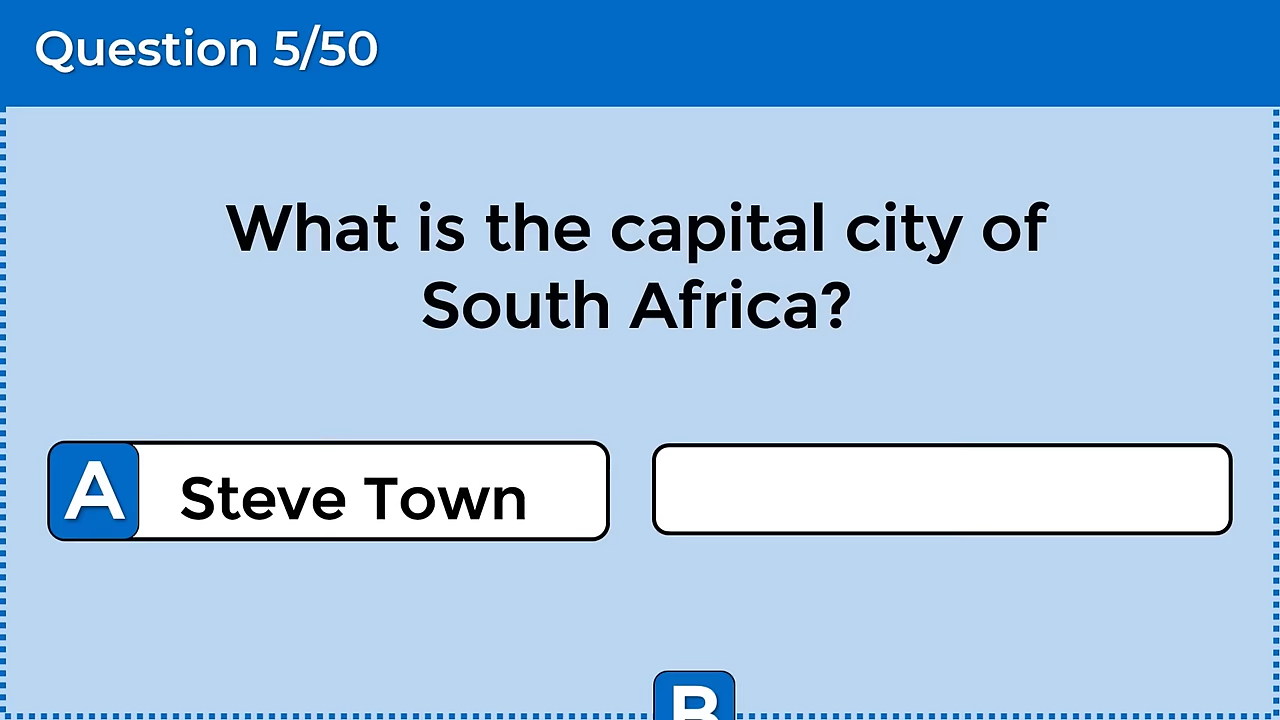 Question 5/50
What is the capital city of
South Africa?
A Steve Town
B